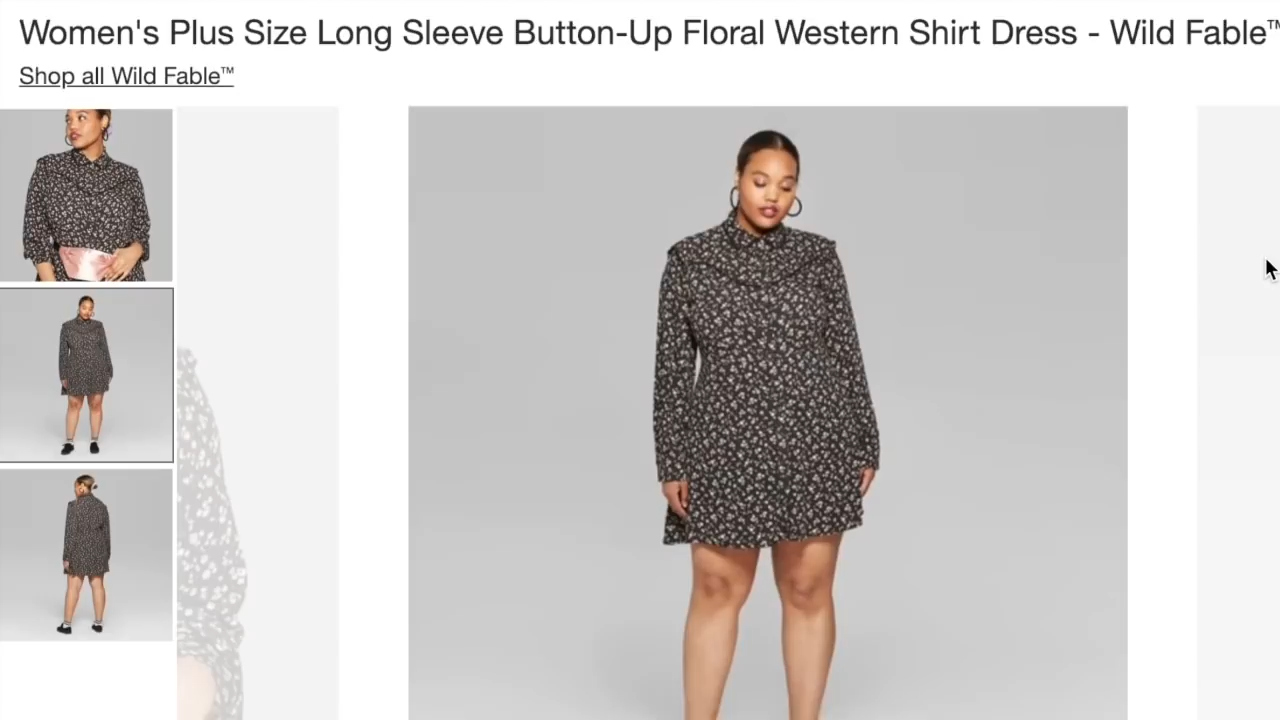 Women's Plus Size Long Sleeve Button-Up Floral Western Shirt Dress - Wild Fable™
Shop all Wild Fable™